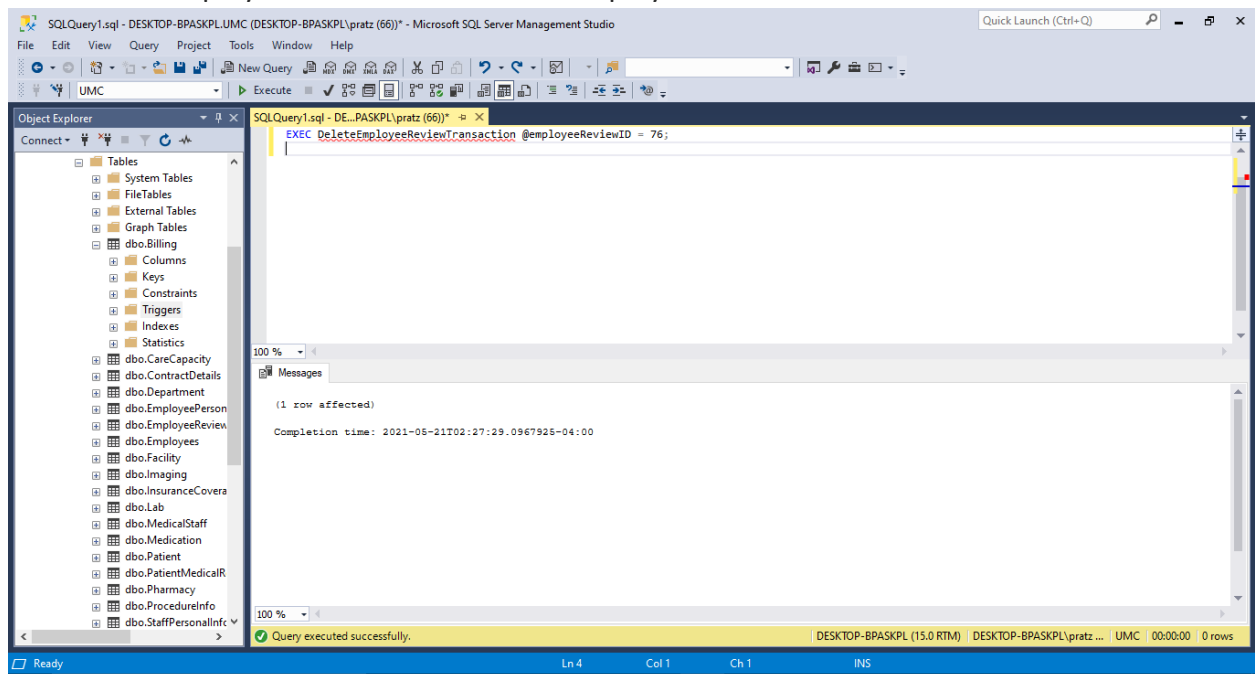 SQLQuery1.sql - DESKTOP-BPASKPL.UMC (DESKTOP-BPASKPL\pratz (66))* - Microsoft SQL Server Management Studio
Quick Launch (Ctrl+Q)
File Edit View Query Project Tools Window Help
New Query
UMC
Execute
Object Explorer
SQLQuery1.sql - DE...PASKPL\pratz (66))*
Connect
EXEC DeleteEmployeeReviewTransaction @employeeReviewID = 76;
Tables
System Tables
FileTables
External Tables
Graph Tables
dbo.Billing
Columns
Keys
Constraints
Triggers
Indexes
Statistics
dbo.CareCapacity
dbo.ContractDetails
dbo.Department
dbo.EmployeePerson
dbo.EmployeeReview
dbo.Employees
dbo.Facility
dbo.Imaging
dbo.InsuranceCovera
dbo.Lab
dbo.MedicalStaff
dbo.Medication
dbo.Patient
dbo.PatientMedicalR
dbo.Pharmacy
dbo.ProcedureInfo
dbo.StaffPersonalInfo
100 %
Messages
(1 row affected)
Completion time: 2021-05-21T02:27:29.0967925-04:00
100 %
Query executed successfully.
DESKTOP-BPASKPL (15.0 RTM) DESKTOP-BPASKPL\pratz ... UMC 00:00:00 0 rows
Ready Ln 4 Col 1 Ch 1 INS